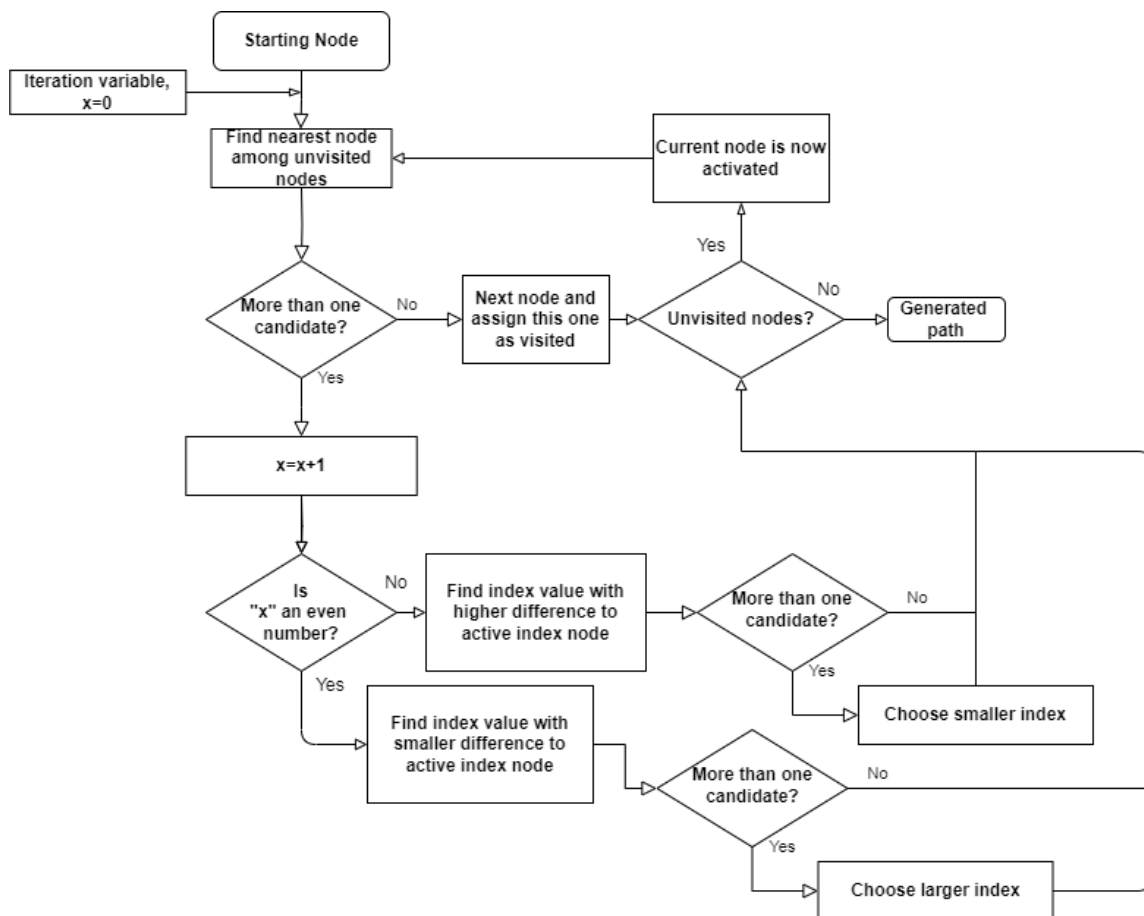 Starting Node
Iteration variable,
x=0
Find nearest node
among unvisited
nodes
Current node is now
activated
Yes
More than one
candidate?
No
Next node and
assign this one
as visited
Unvisited nodes?
No
Generated
path
Yes
x=x+1
Is
"x" an even
number?
No
Find index value with
higher difference to
active index node
More than one
candidate?
No
Yes
Choose smaller index
Yes
Find index value with
smaller difference to
active index node
More than one
candidate?
No
Yes
Choose larger index